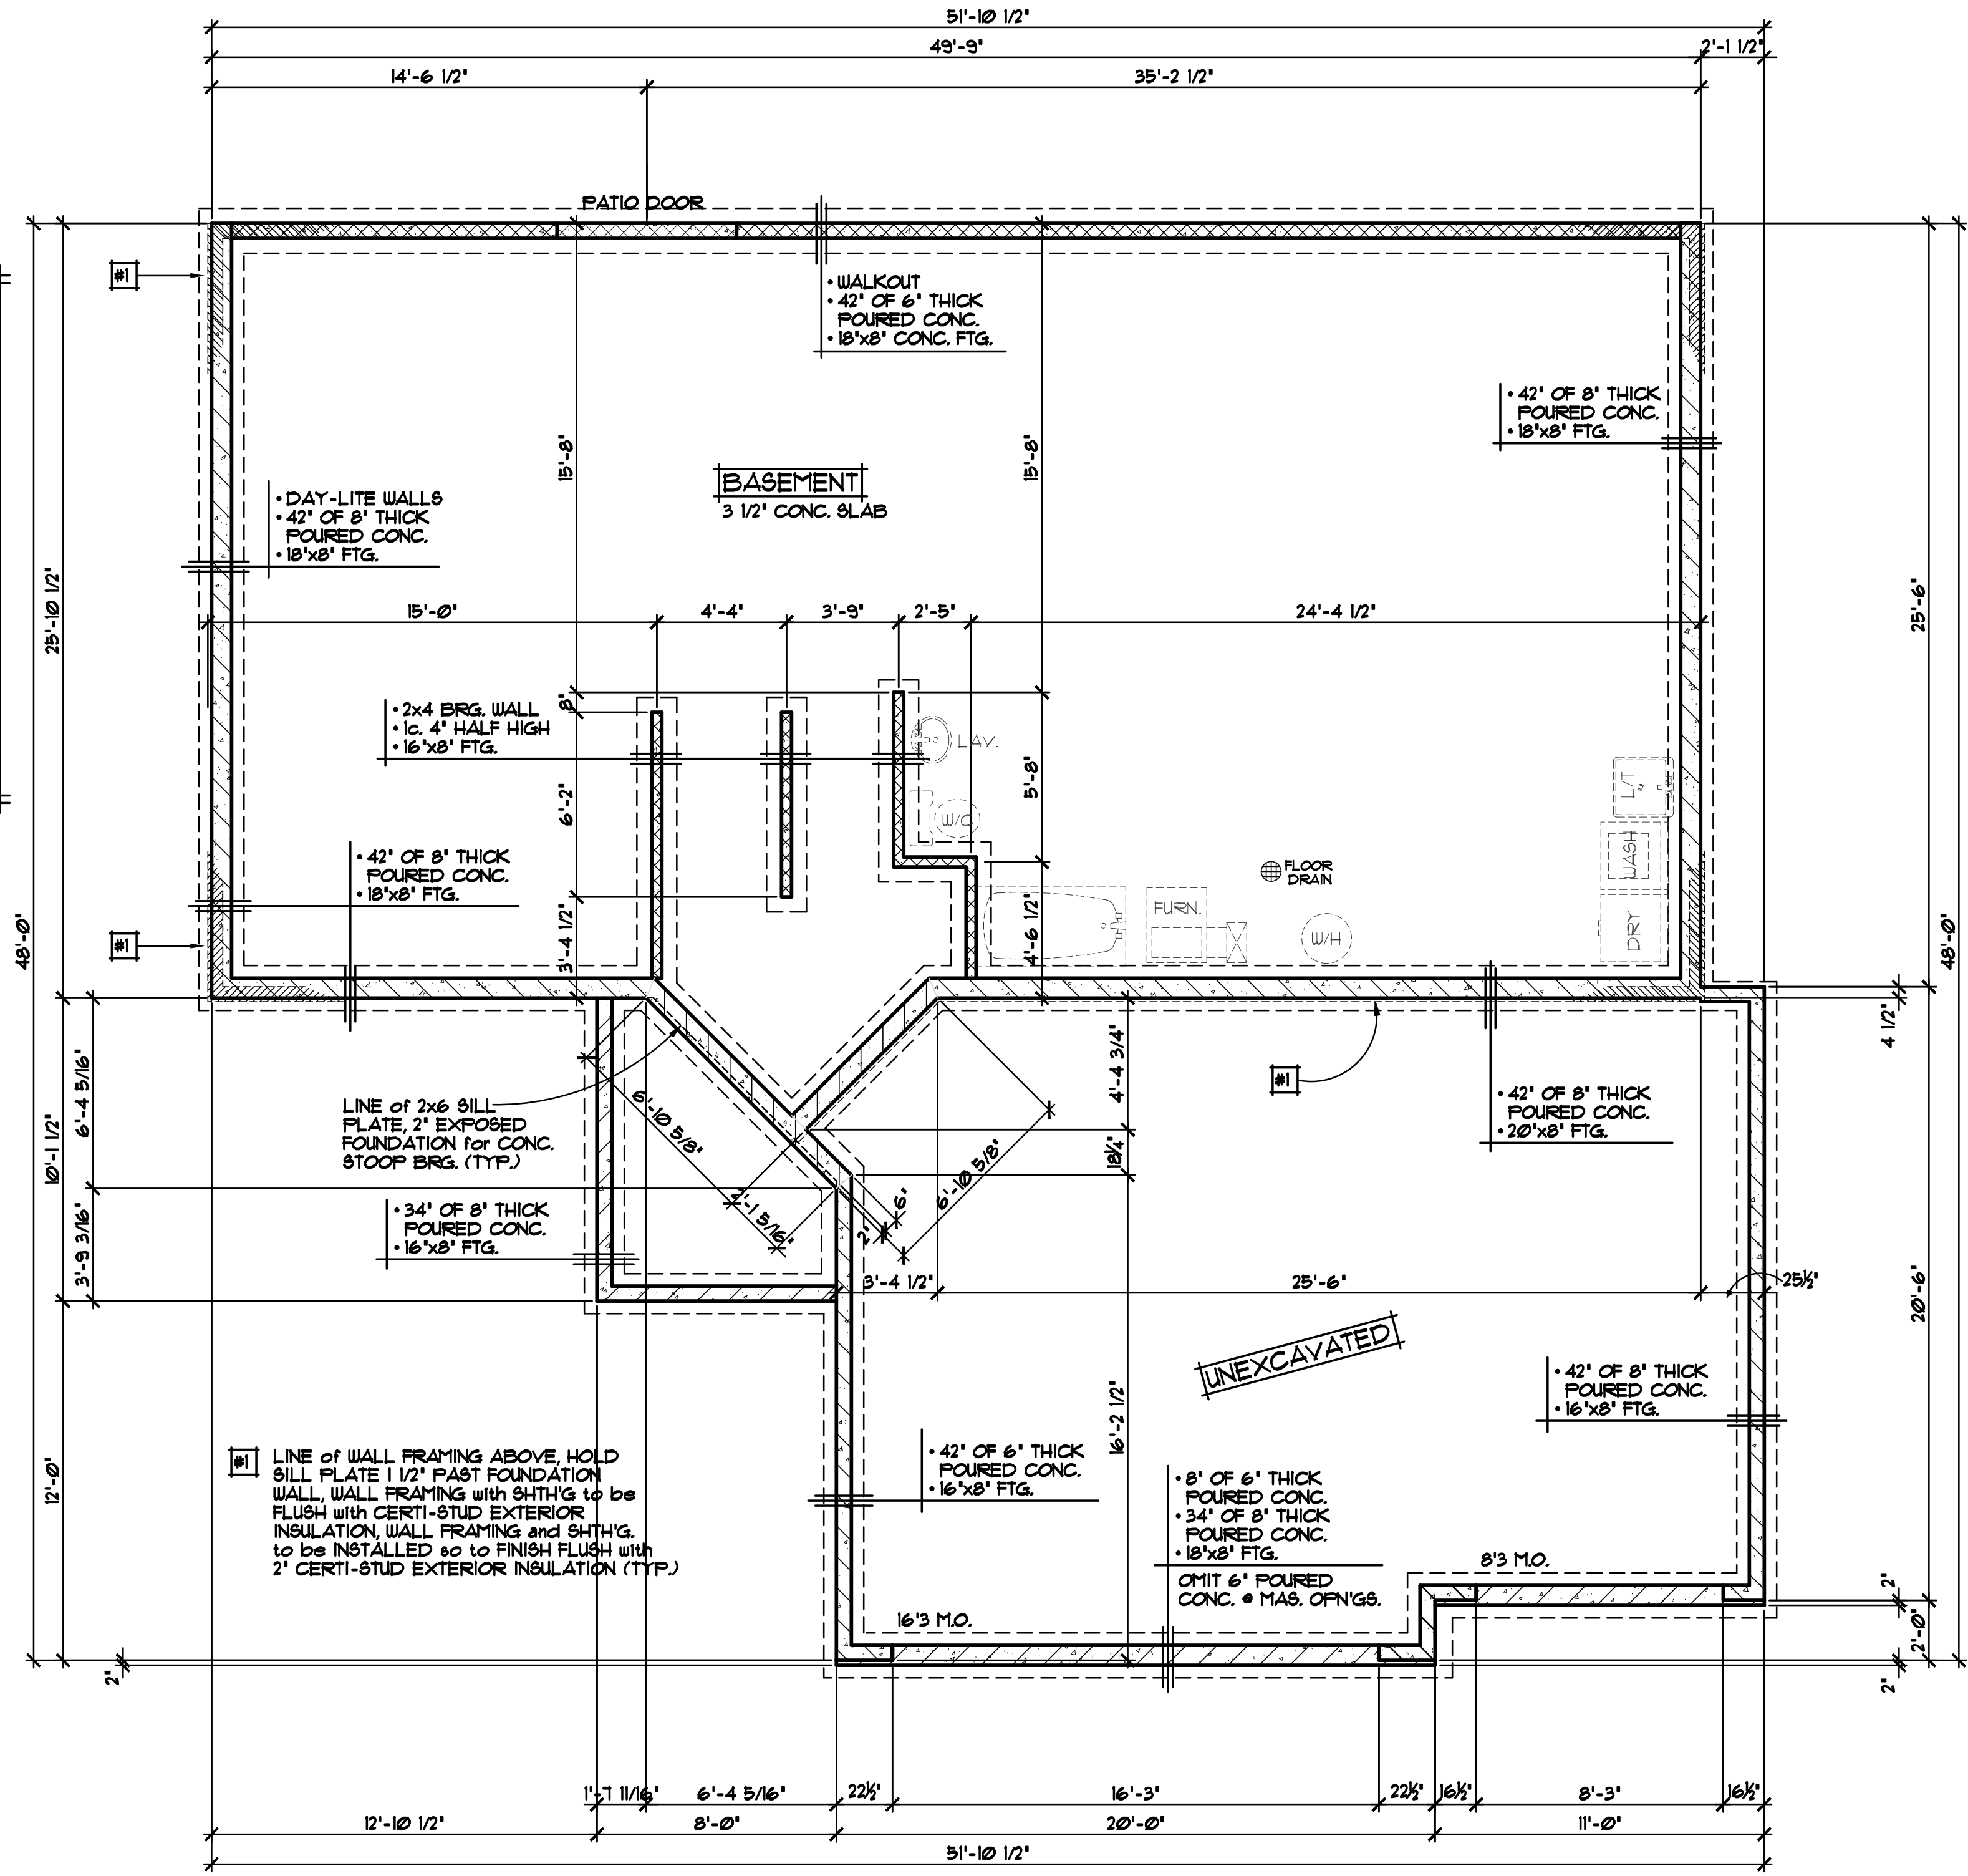 51'-10 1/2"
49'-9"
2'-1 1/2"
14'-6 1/2"
35'-2 1/2"
PATIO DOOR
#1
• WALKOUT
• 42" OF 6" THICK
POURED CONC.
• 18"x8" CONC. FTG.
• 42" OF 8" THICK
POURED CONC.
• 18"x8" FTG.
15'-8"
15'-8"
BASEMENT
3 1/2" CONC. SLAB
• DAY-LITE WALLS
• 42" OF 8" THICK
POURED CONC.
• 18"x8" FTG.
25'-10 1/2"
25'-6"
15'-0"
4'-4"
3'-9"
2'-5"
24'-4 1/2"
8"
• 2x4 BRG. WALL
• 1c. 4" HALF HIGH
• 16"x8" FTG.
LAV.
5'-8"
6'-2"
W/C
L/T
WASH
DRY
• 42" OF 8" THICK
POURED CONC.
• 18"x8" FTG.
FLOOR
DRAIN
FURN.
W/H
48'-0"
48'-0"
#1
3'-4 1/2"
4'-6 1/2"
4 1/2"
6'-4 5/16"
10'-1 1/2"
3'-9 3/16"
4'-4 3/4"
18 1/4"
#1
LINE of 2x6 SILL
PLATE, 2" EXPOSED
FOUNDATION for CONC.
STOOP BRG. (TYP.)
6'-10 5/8"
6'-10 5/8"
2'-1 5/16"
6"
2"
• 42" OF 8" THICK
POURED CONC.
• 20"x8" FTG.
• 34" OF 8" THICK
POURED CONC.
• 16"x8" FTG.
3'-4 1/2"
25'-6"
25½"
20'-6"
UNEXCAVATED
• 42" OF 8" THICK
POURED CONC.
• 16"x8" FTG.
16'-2 1/2"
12'-0"
#1
LINE of WALL FRAMING ABOVE, HOLD
SILL PLATE 1 1/2" PAST FOUNDATION
WALL, WALL FRAMING with SHTH'G to be
FLUSH with CERTI-STUD EXTERIOR
INSULATION, WALL FRAMING and SHTH'G.
to be INSTALLED so to FINISH FLUSH with
2" CERTI-STUD EXTERIOR INSULATION (TYP.)
• 42" OF 6" THICK
POURED CONC.
• 16"x8" FTG.
• 8" OF 6" THICK
POURED CONC.
• 34" OF 8" THICK
POURED CONC.
• 18"x8" FTG.
OMIT 6" POURED
CONC. @ MAS. OPN'GS.
8'3 M.O.
16'3 M.O.
2"
2'-0"
2"
2"
1'-7 11/16"
6'-4 5/16"
22½"
16'-3"
22½"
16½"
8'-3"
16½"
12'-10 1/2"
8'-0"
20'-0"
11'-0"
51'-10 1/2"